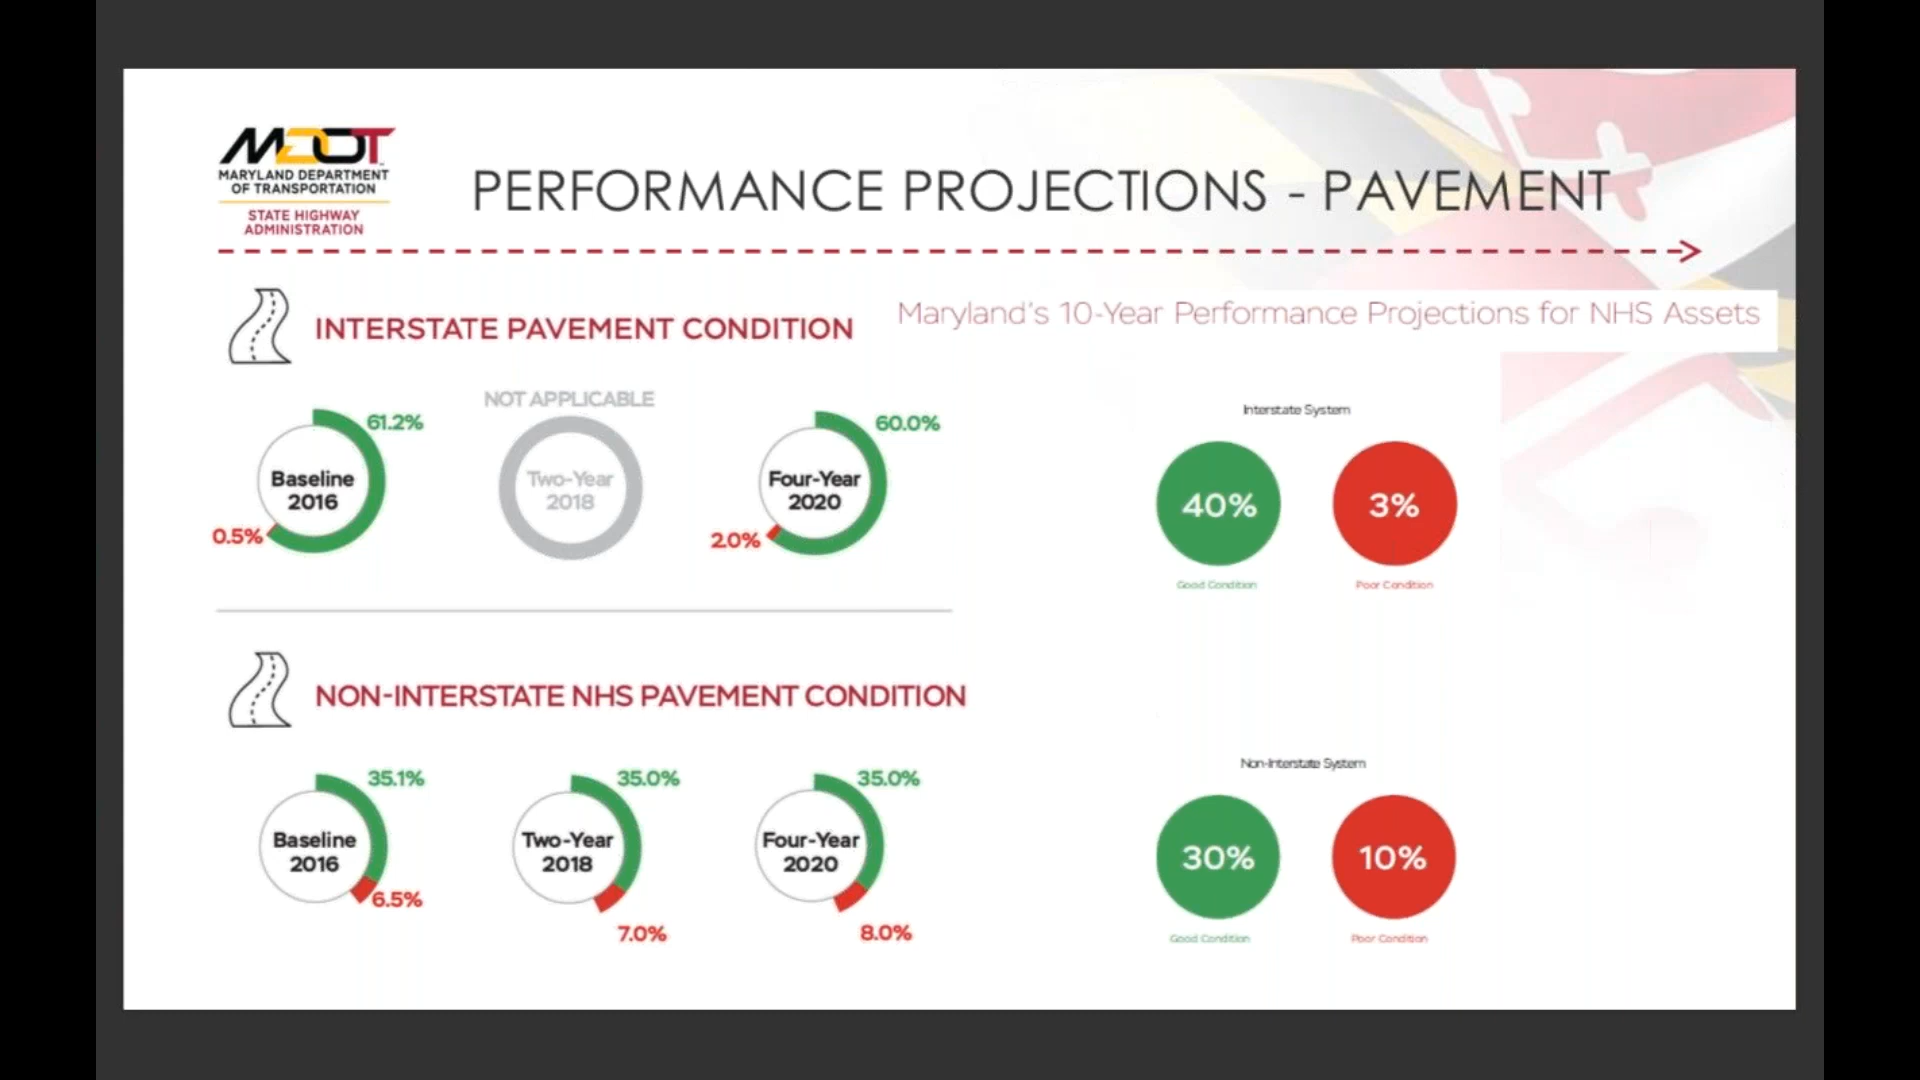 MDOT
MARYLAND DEPARTMENT
OF TRANSPORTATION
STATE HIGHWAY
ADMINISTRATION
PERFORMANCE PROJECTIONS - PAVEMENT
INTERSTATE PAVEMENT CONDITION
Maryland's 10-Year Performance Projections for NHS Assets
61.2%
Baseline
2016
0.5%
NOT APPLICABLE
Two-Year
2018
60.0%
Four-Year
2020
2.0%
Interstate System
40%
Good Condition
3%
Poor Condition
NON-INTERSTATE NHS PAVEMENT CONDITION
35.1%
Baseline
2016
6.5%
35.0%
Two-Year
2018
7.0%
35.0%
Four-Year
2020
8.0%
Non-Interstate System
30%
Good Condition
10%
Poor Condition